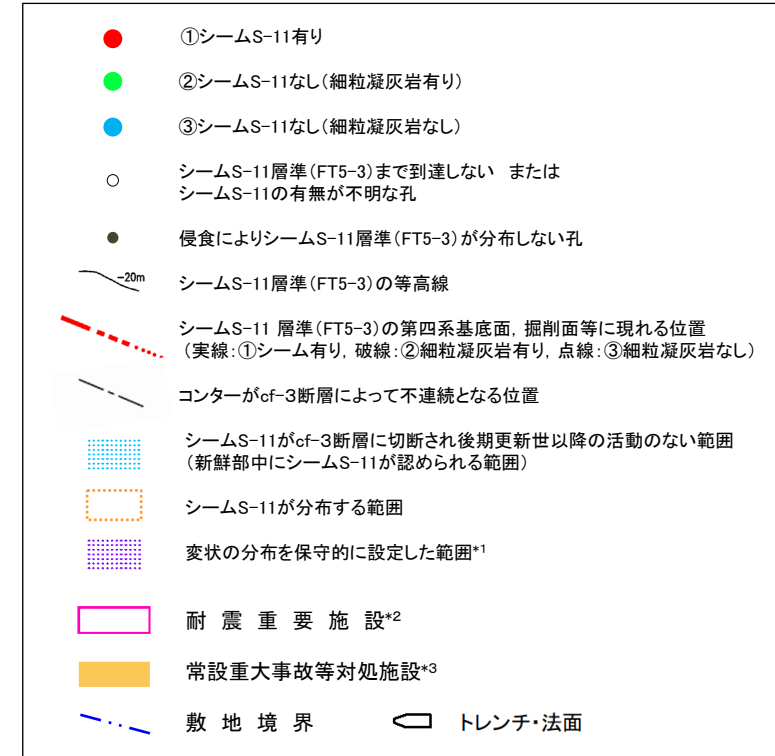 ①シームS-11有り
②シームS-11なし(細粒凝灰岩有り)
③シームS-11なし(細粒凝灰岩なし)
シームS-11層準(FT5-3)まで到達しない または
シームS-11の有無が不明な孔
侵食によりシームS-11層準(FT5-3)が分布しない孔
-20m
シームS-11層準(FT5-3)の等高線
シームS-11 層準(FT5-3)の第四系基底面,掘削面等に現れる位置
(実線:①シーム有り,破線:②細粒凝灰岩有り,点線:③細粒凝灰岩なし)
コンターがcf-3断層によって不連続となる位置
シームS-11がcf-3断層に切断され後期更新世以降の活動のない範囲
(新鮮部中にシームS-11が認められる範囲)
シームS-11が分布する範囲
変状の分布を保守的に設定した範囲*1
耐 震 重 要 施 設*2
常設重大事故等対処施設*3
敷 地 境 界 トレンチ・法面